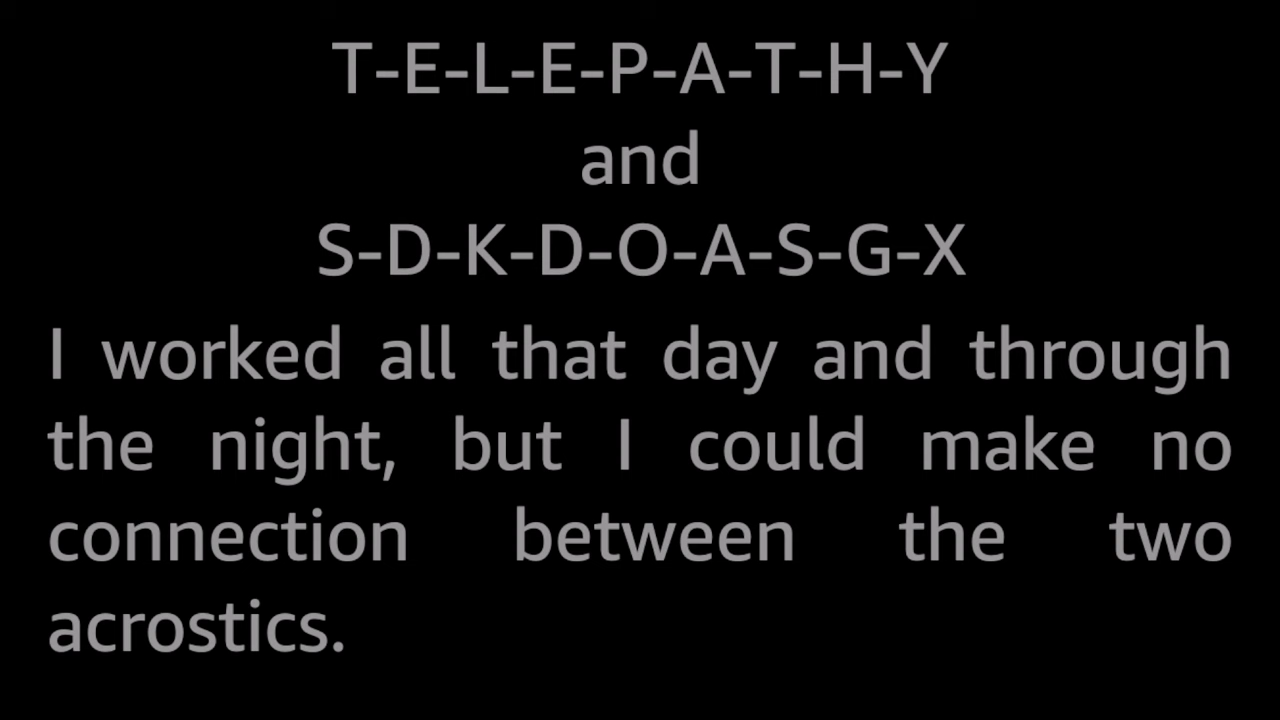 T-E-L-E-P-A-T-H-Y
and
S-D-K-D-O-A-S-G-X
I worked all that day and through
the night, but I could make no
connection between the two
acrostics.